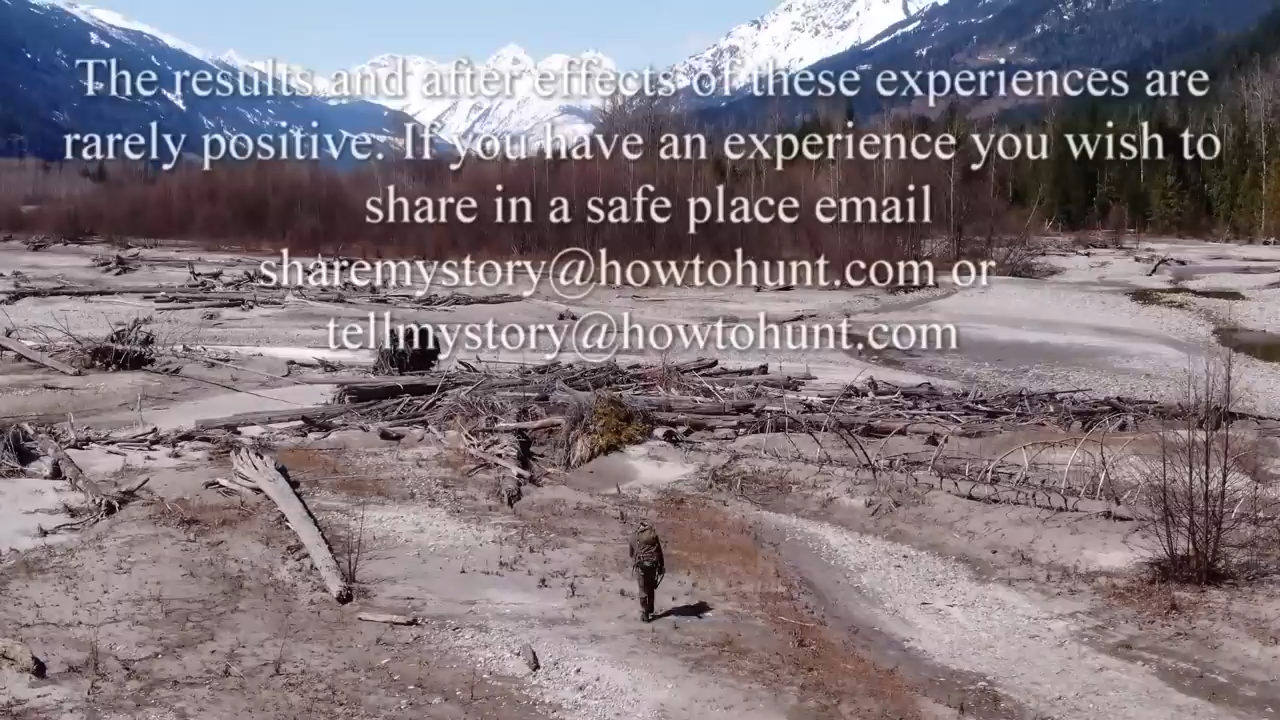 The results and after effects of these experiences are
rarely positive. If you have an experience you wish to
share in a safe place email
sharemystory@howtohunt.com or
tellmystory@howtohunt.com